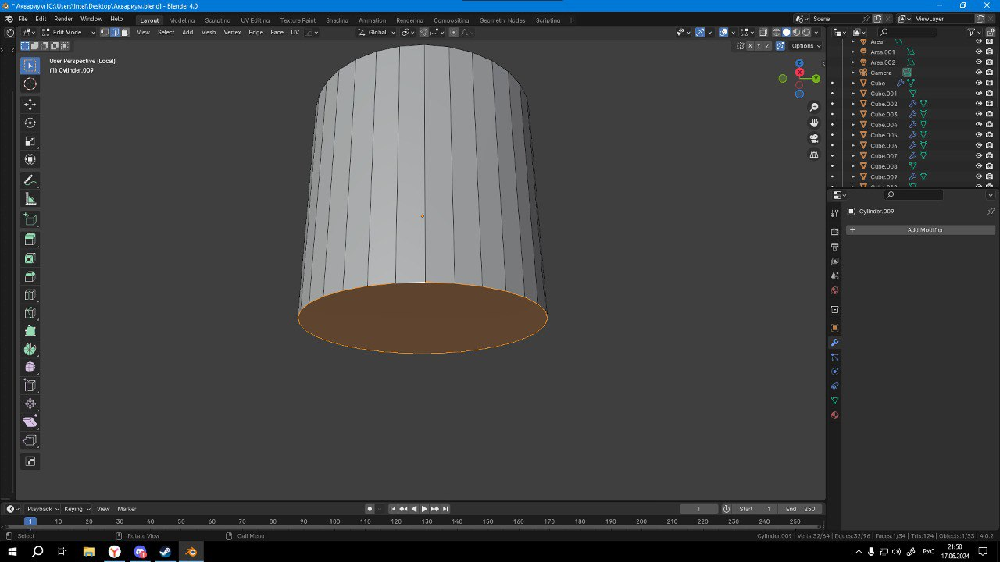 * Аквариум [C:\Users\Intel\Desktop\Аквариум.blend] - Blender 4.0
File Edit Render Window Help Layout Modeling Sculpting UV Editing Texture Paint Shading Animation Rendering Compositing Geometry Nodes Scripting + Scene ViewLayer
Edit Mode View Select Add Mesh Vertex Edge Face UV Global
X Y Z Options
User Perspective (Local)
(1) Cylinder.009
Z
X
Y
Area
Area.001
Area.002
Camera
Cube
Cube.001
Cube.002
Cube.003
Cube.004
Cube.005
Cube.006
Cube.007
Cube.008
Cube.009
Cube.010
Cylinder.009
+ Add Modifier
Playback Keying View Marker 1 Start 1 End 250
1 10 20 30 40 50 60 70 80 90 100 110 120 130 140 150 160 170 180 190 200 210 220 230 240 250
Select Rotate View Call Menu Cylinder.009 | Verts:32/64 | Edges:32/96 | Faces:1/34 | Tris:124 | Objects:1/33 | 4.0.2
РУС
21:50
17.06.2024